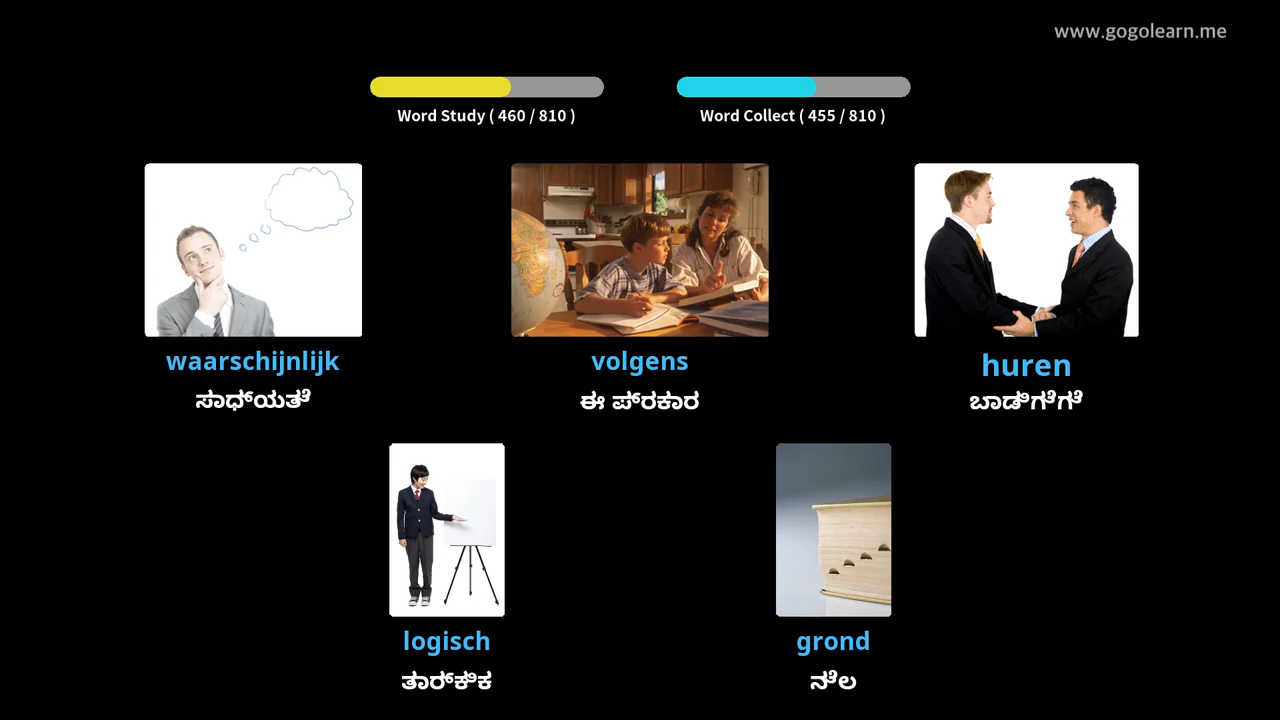 www.gogolearn.me
Word Study ( 460 / 810 )
Word Collect ( 455 / 810 )
waarschijnlijk
volgens
huren
ಸಾಧ್ಯತೆ
ಈ ಪ್ರಕಾರ
ಬಾಡಿಗೆಗೆ
logisch
grond
ತಾರ್ಕಿಕ
ನೆಲ